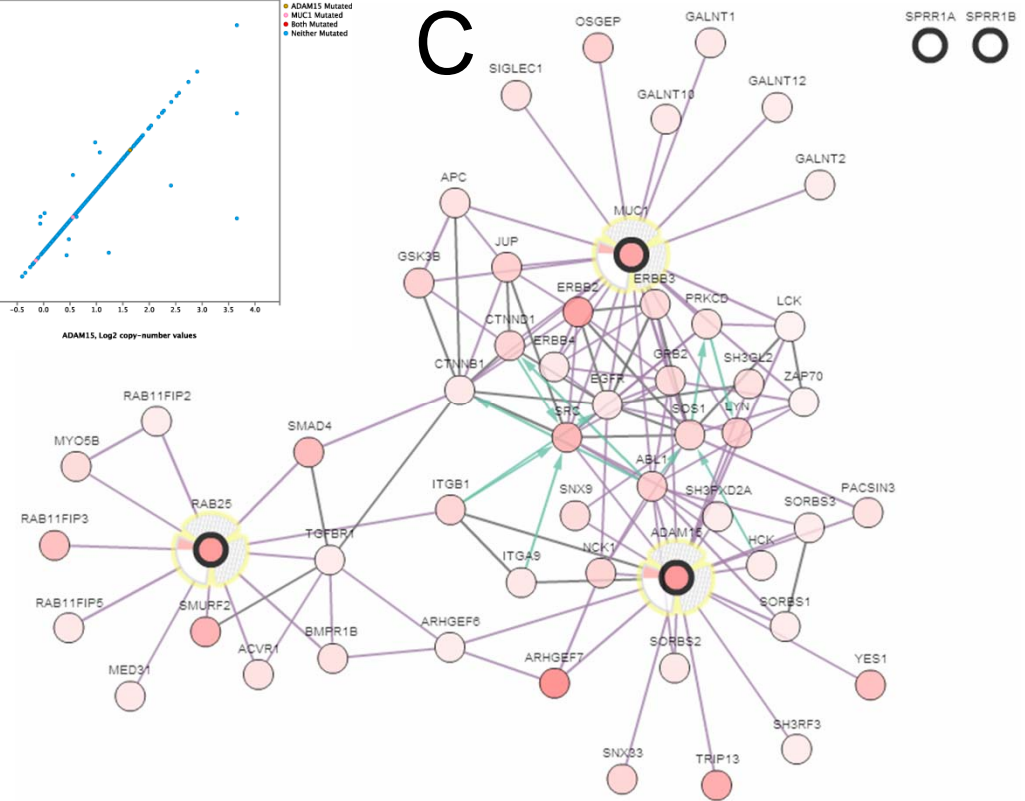 ADAM15 Mutated
MUC1 Mutated
Both Mutated
Neither Mutated
-0.5 0.0 0.5 1.0 1.5 2.0 2.5 3.0 3.5 4.0
ADAM15, Log2 copy-number values
C
SPRR1A SPRR1B
OSGEP
GALNT1
SIGLEC1
GALNT10
GALNT12
GALNT2
APC
MUC1
GSK3B
JUP
ERBB2
ERBB3
PRKCD
LCK
CTNND1
ERBB4
GRB2
SH3GL2
CTNNB1
EGFR
ZAP70
SRC
SOS1
LYN
RAB11FIP2
MYO5B
SMAD4
ABL1
ITGB1
SNX9
SH3PXD2A
SORBS3
PACSIN3
RAB25
RAB11FIP3
TGFBR1
ADAM15
NCK1
HCK
ITGA9
RAB11FIP5
SMURF2
SORBS1
ACVR1
BMPR1B
ARHGEF6
MED31
ARHGEF7
SORBS2
YES1
SH3RF3
SNX33
TRIP13